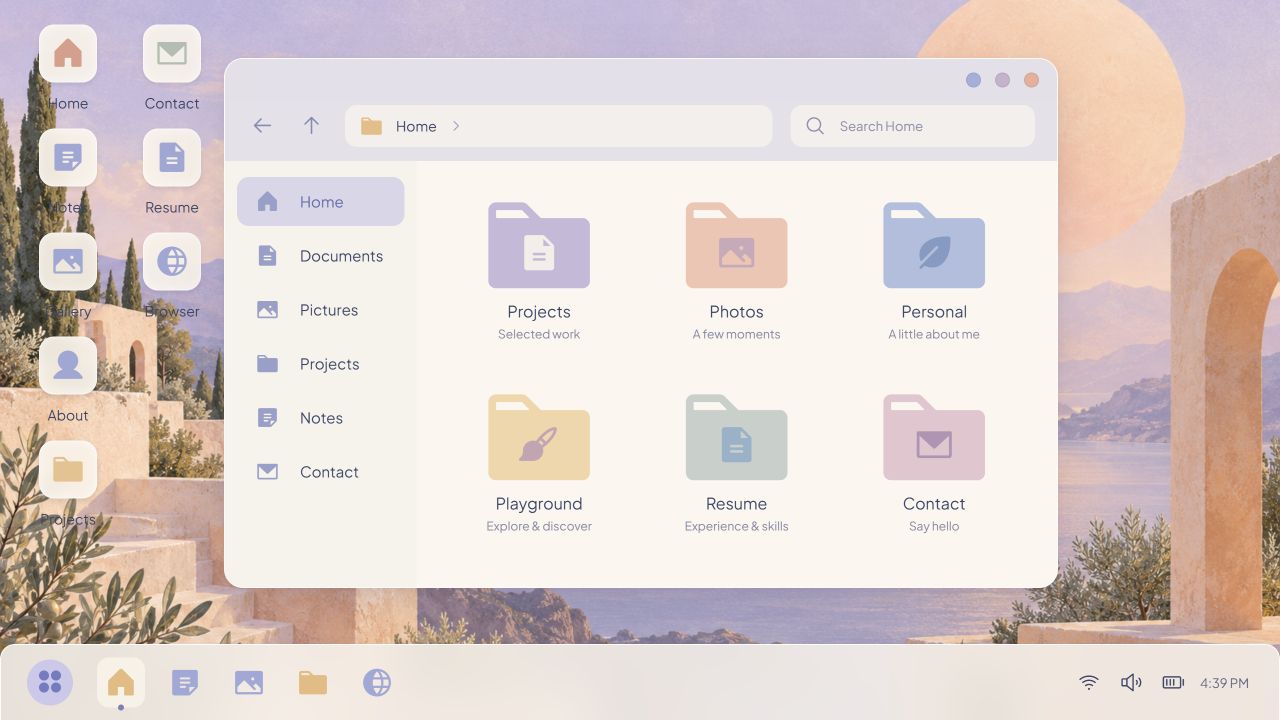 Home
Contact
Notes
Resume
Gallery
Browser
About
Projects
Home
Search Home
Home
Documents
Pictures
Projects
Notes
Contact
Projects
Selected work
Photos
A few moments
Personal
A little about me
Playground
Explore & discover
Resume
Experience & skills
Contact
Say hello
4:39 PM